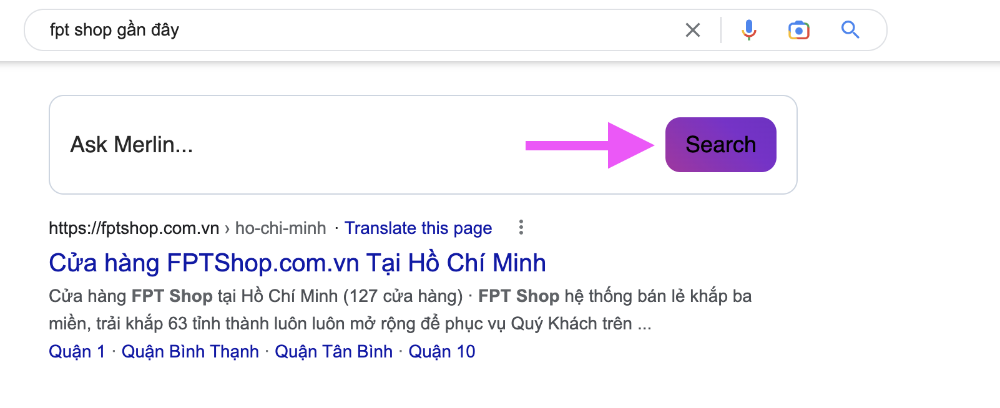 fpt shop gần đây
Ask Merlin...
Search
https://fptshop.com.vn › ho-chi-minh · Translate this page
Cửa hàng FPTShop.com.vn Tại Hồ Chí Minh
Cửa hàng FPT Shop tại Hồ Chí Minh (127 cửa hàng) · FPT Shop hệ thống bán lẻ khắp ba
miền, trải khắp 63 tỉnh thành luôn luôn mở rộng để phục vụ Quý Khách trên ...
Quận 1 · Quận Bình Thạnh · Quận Tân Bình · Quận 10